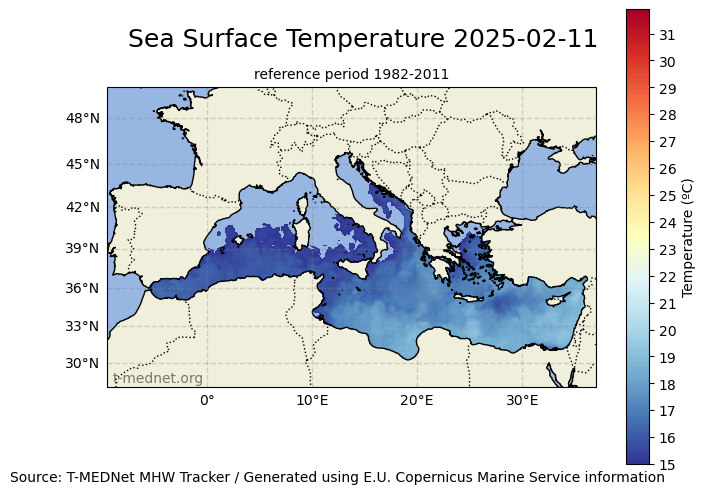 Sea Surface Temperature 2025-02-11
reference period 1982-2011
48°N
45°N
42°N
39°N
36°N
33°N
30°N
t-mednet.org
0°
10°E
20°E
30°E
31
30
29
28
27
26
25
24
23
22
21
20
19
18
17
16
15
Temperature (ºC)
Source: T-MEDNet MHW Tracker / Generated using E.U. Copernicus Marine Service information